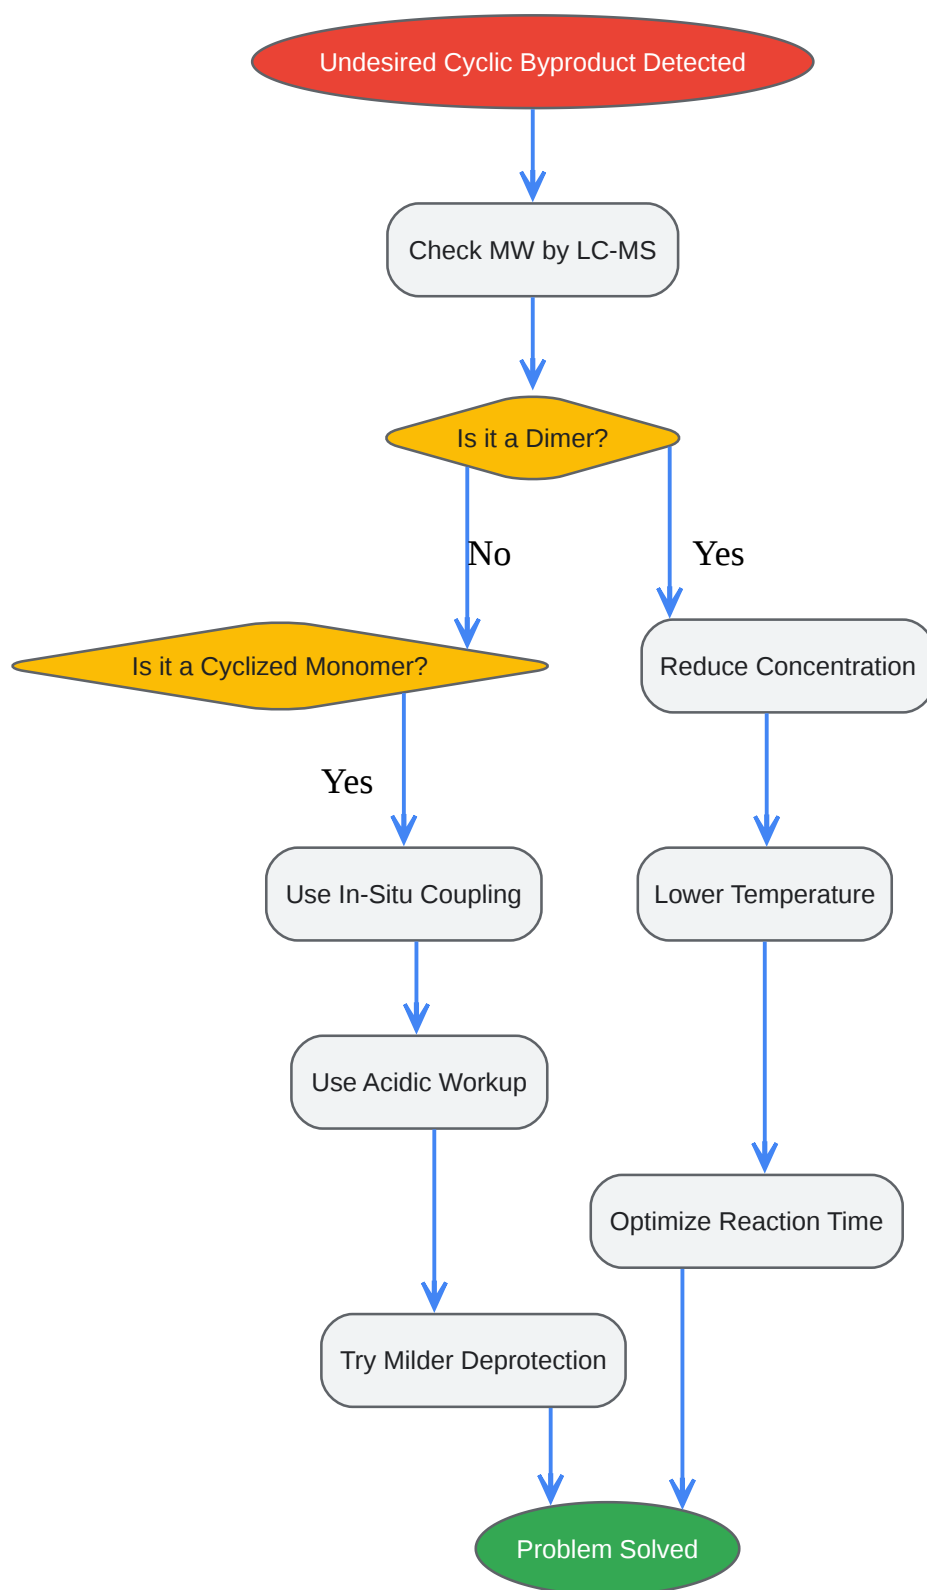 Undesired Cyclic Byproduct Detected
Check MW by LC-MS
Is it a Dimer?
No
Yes
Is it a Cyclized Monomer?
Reduce Concentration
Yes
Use In-Situ Coupling
Lower Temperature
Use Acidic Workup
Optimize Reaction Time
Try Milder Deprotection
Problem Solved